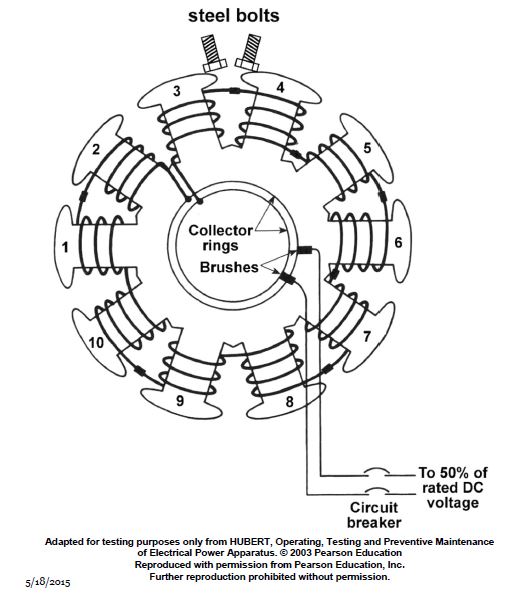 steel bolts
3
4
2
5
Collector
rings
1
6
Brushes
10
7
9
8
To 50% of
rated DC
voltage
Circuit
breaker
Adapted for testing purposes only from HUBERT, Operating, Testing and Preventive Maintenance
of Electrical Power Apparatus. © 2003 Pearson Education
Reproduced with permission from Pearson Education, Inc.
Further reproduction prohibited without permission.
5/18/2015